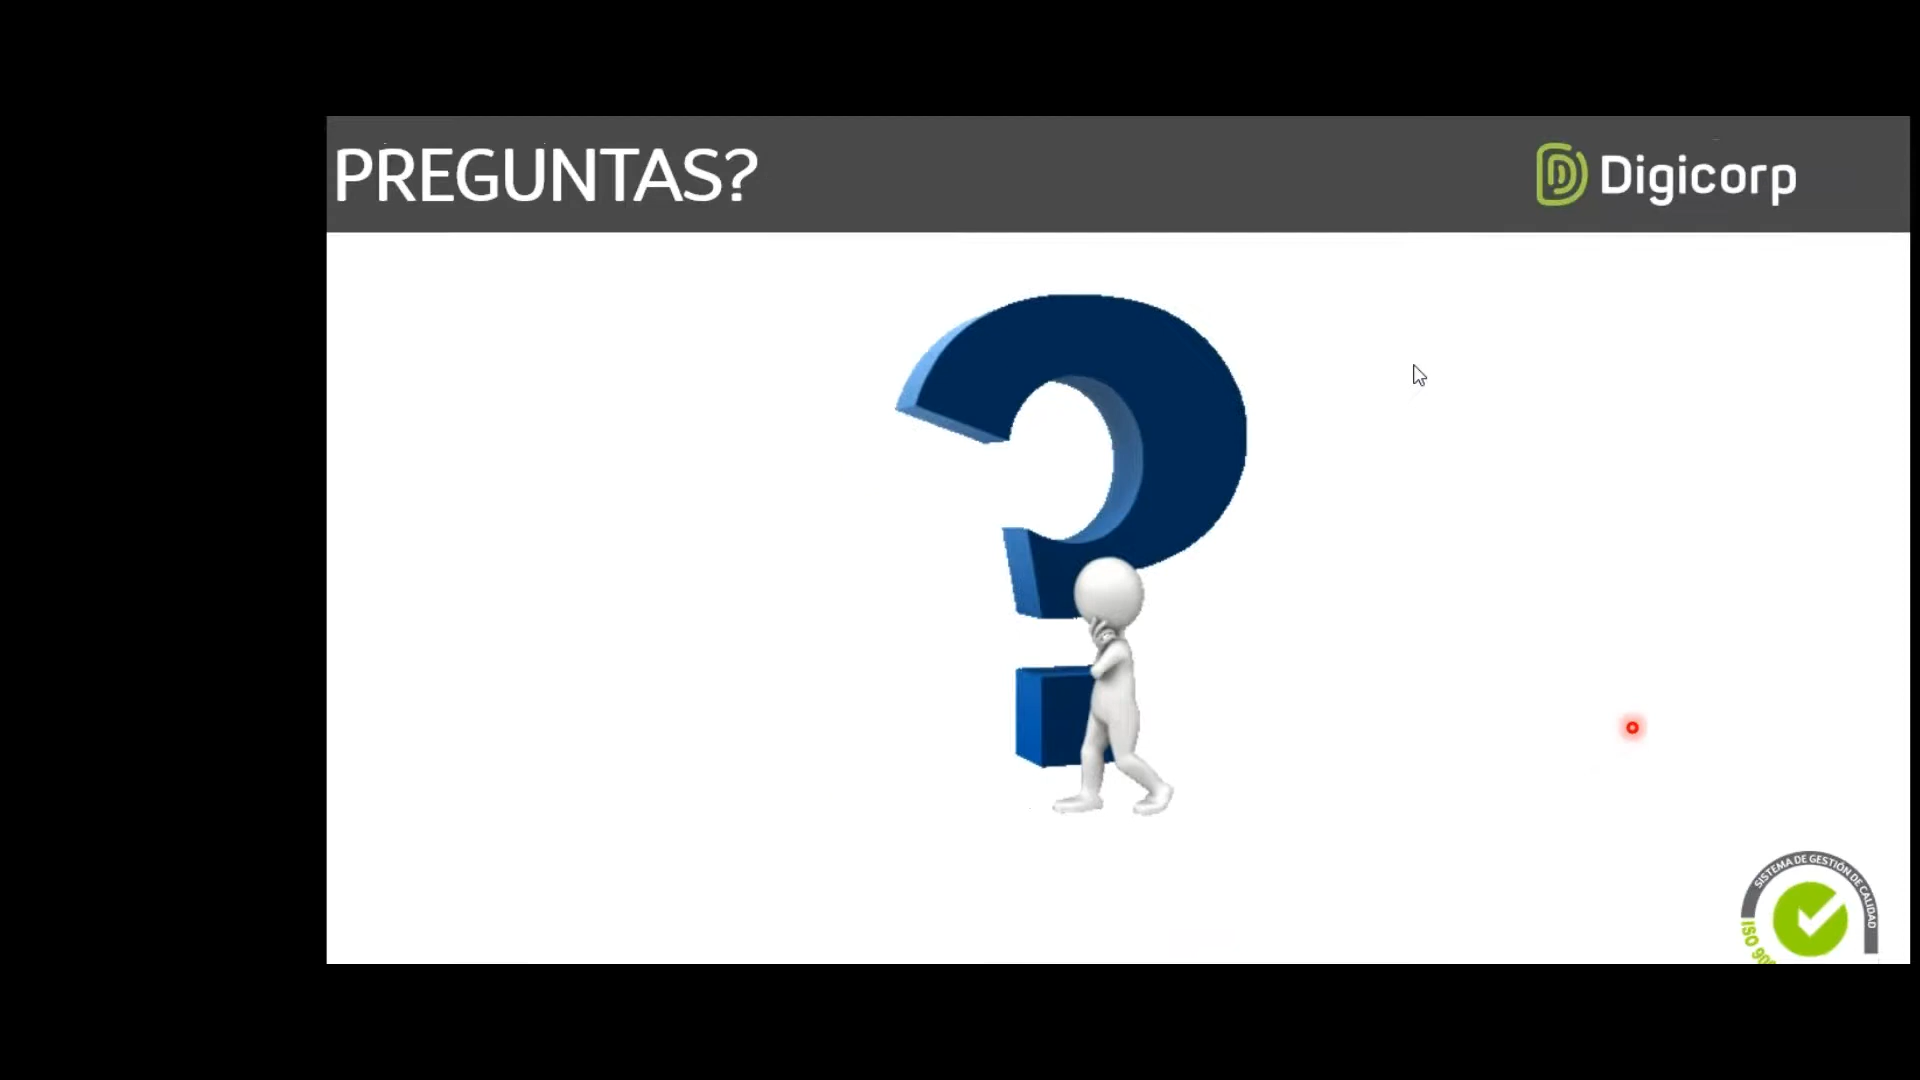 PREGUNTAS?
Digicorp
SISTEMA DE GESTIÓN DE CALIDAD
ISO